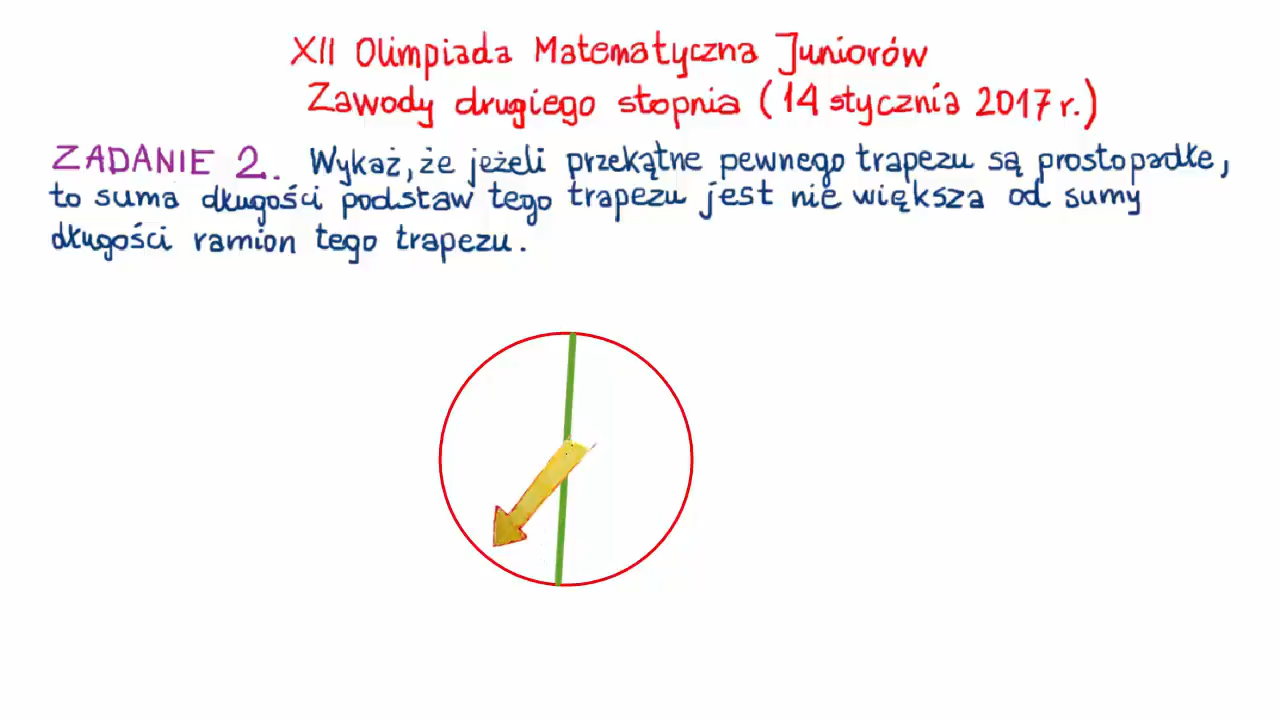 XII Olimpiada Matematyczna Juniorów
Zawody drugiego stopnia (14 stycznia 2017 r.)
ZADANIE 2. Wykaż, że jeżeli przekątne pewnego trapezu są prostopadłe,
to suma długości podstaw tego trapezu jest nie większa od sumy
długości ramion tego trapezu.